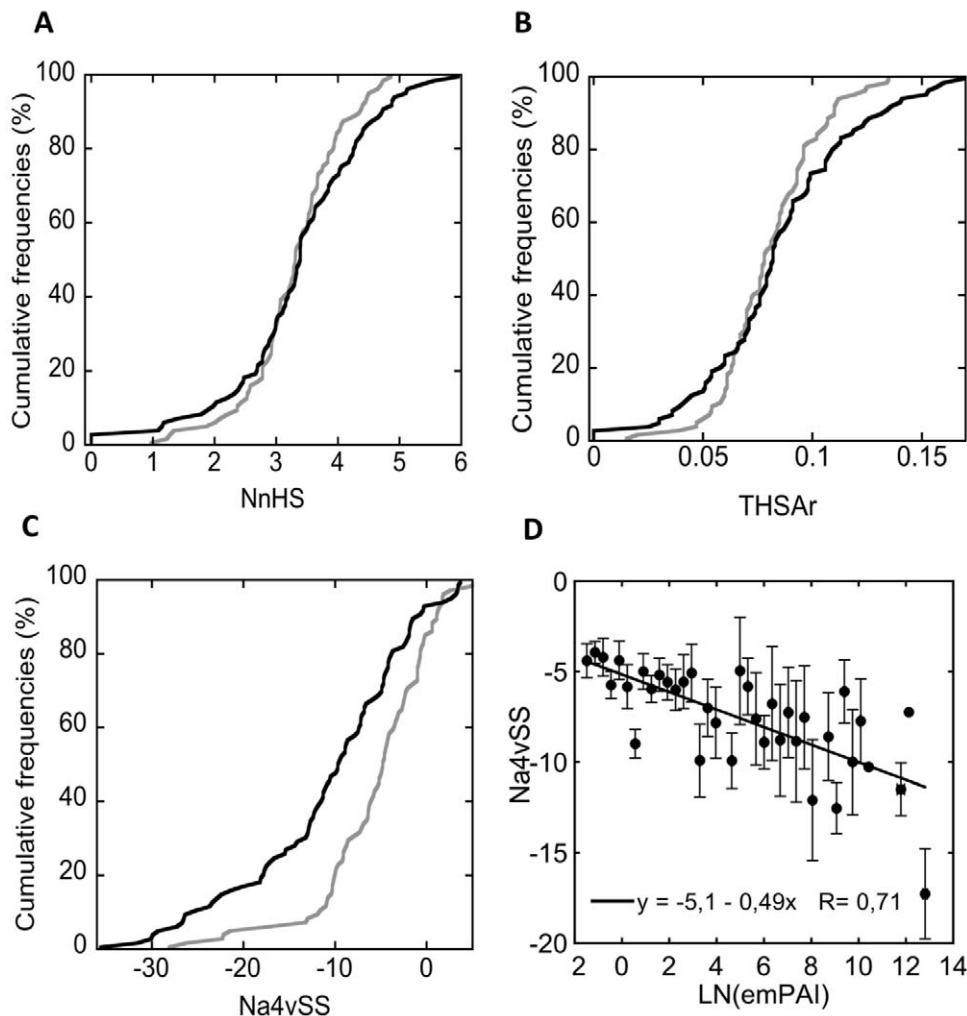 A
Cumulative frequencies (%)
100
80
60
40
20
0
0 1 2 3 4 5 6
NnHS
B
Cumulative frequencies (%)
100
80
60
40
20
0
0 0.05 0.1 0.15
THSAr
C
Cumulative frequencies (%)
100
80
60
40
20
0
-30 -20 -10 0
Na4vSS
D
Na4vSS
-5
-5
-10
-15
-20
y = -5,1 - 0,49x R= 0,71
2 0 2 4 6 8 10 12 14
LN(emPAI)